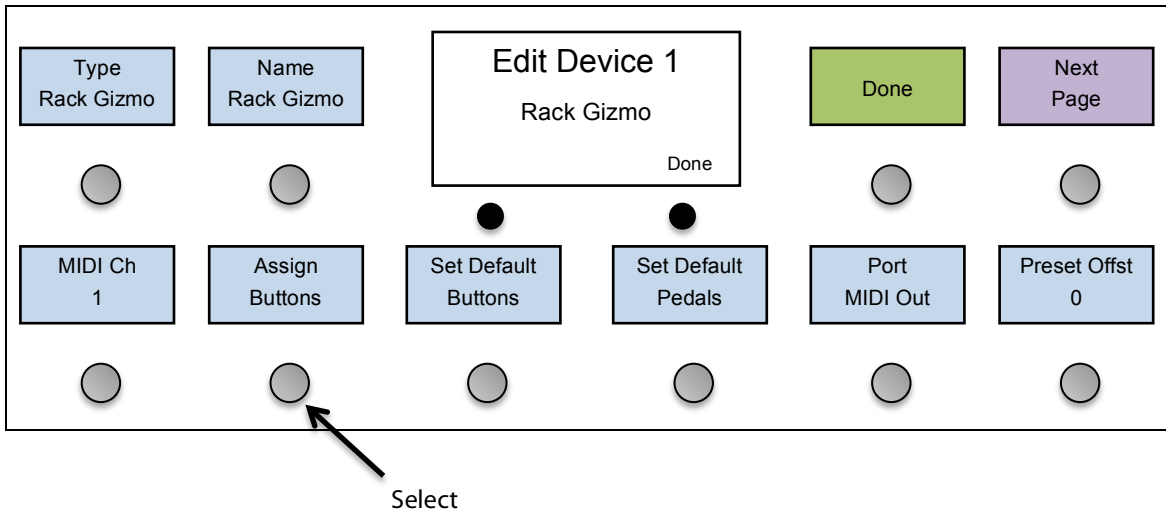 Type
Rack Gizmo
Name
Rack Gizmo
Edit Device 1
Rack Gizmo
Done
Done
Next
Page
MIDI Ch
1
Assign
Buttons
Set Default
Buttons
Set Default
Pedals
Port
MIDI Out
Preset Offst
0
Select